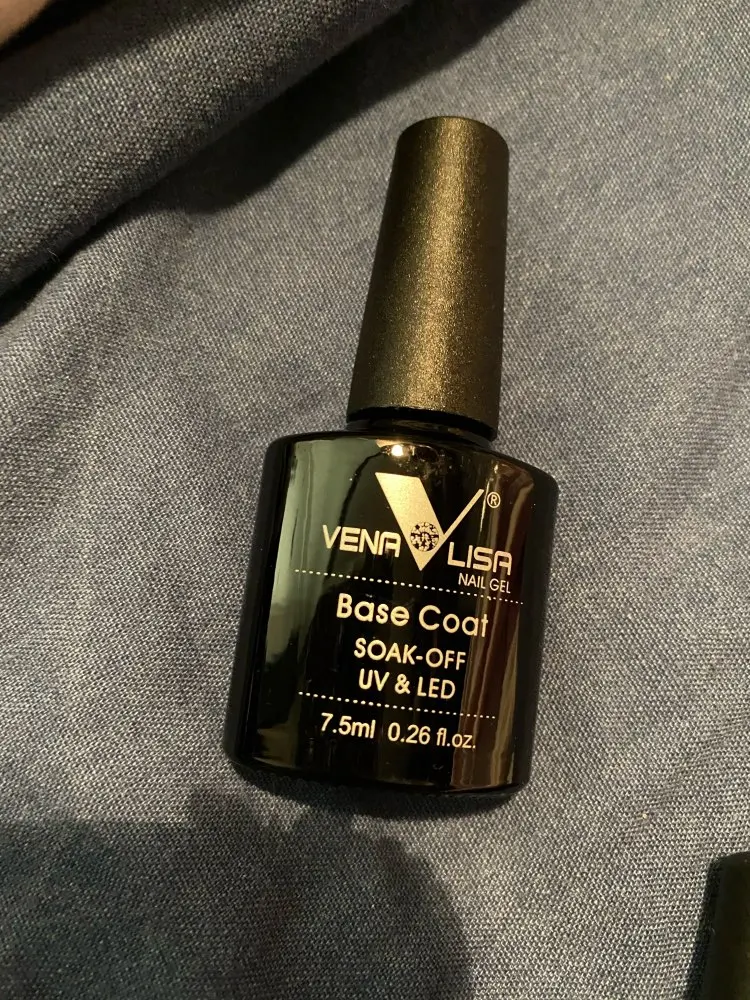 VENA LISA®
NAIL GEL
Base Coat
SOAK-OFF
UV & LED
7.5ml 0.26 fl.oz.